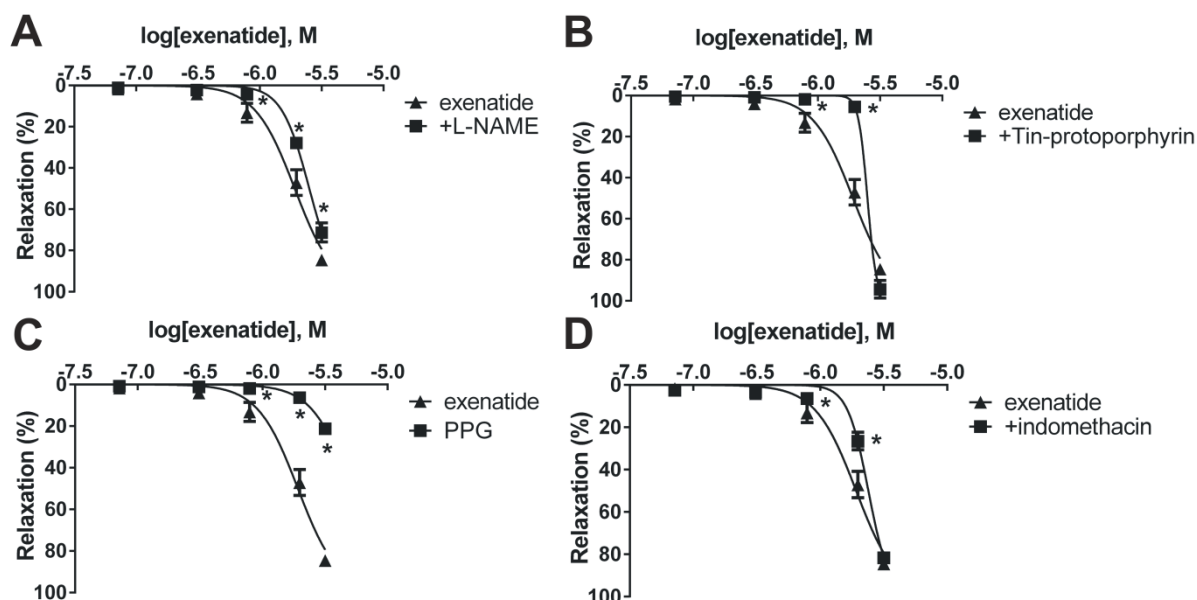 A
log[exenatide], M
-7.5 -7.0 -6.5 -6.0 -5.5 -5.0
0
20
40
60
80
100
Relaxation (%)
* * *
exenatide
+L-NAME
B
log[exenatide], M
-7.5 -7.0 -6.5 -6.0 -5.5 -5.0
0
20
40
60
80
100
Relaxation (%)
* *
exenatide
+Tin-protoporphyrin
C
log[exenatide], M
-7.5 -7.0 -6.5 -6.0 -5.5 -5.0
0
20
40
60
80
100
Relaxation (%)
* * *
exenatide
PPG
D
log[exenatide], M
-7.5 -7.0 -6.5 -6.0 -5.5 -5.0
0
20
40
60
80
100
Relaxation (%)
* *
exenatide
+indomethacin